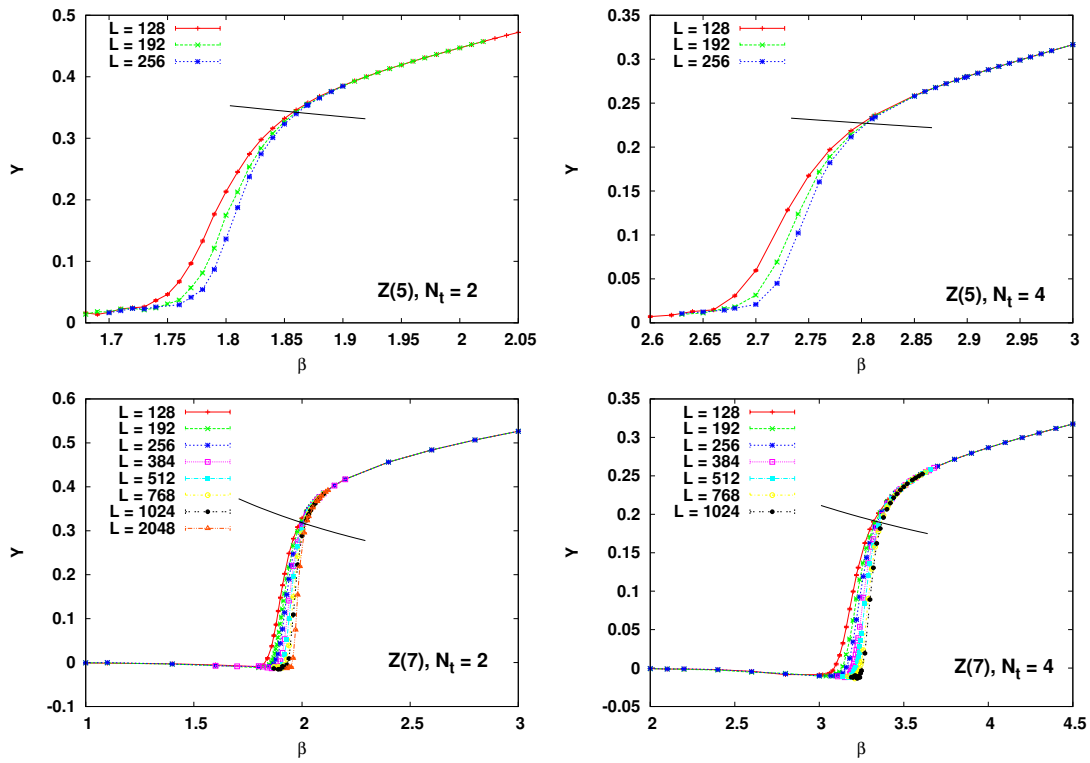 0.5
0.4
0.3
0.2
0.1
0
Υ
L = 128
L = 192
L = 256
Z(5), N_t = 2
1.7 1.75 1.8 1.85 1.9 1.95 2 2.05
β
0.35
0.3
0.25
0.2
0.15
0.1
0.05
0
Υ
L = 128
L = 192
L = 256
Z(5), N_t = 4
2.6 2.65 2.7 2.75 2.8 2.85 2.9 2.95 3
β
0.6
0.5
0.4
0.3
0.2
0.1
0
-0.1
Υ
L = 128
L = 192
L = 256
L = 384
L = 512
L = 768
L = 1024
L = 2048
Z(7), N_t = 2
1 1.5 2 2.5 3
β
0.35
0.3
0.25
0.2
0.15
0.1
0.05
0
-0.05
Υ
L = 128
L = 192
L = 256
L = 384
L = 512
L = 768
L = 1024
Z(7), N_t = 4
2 2.5 3 3.5 4 4.5
β